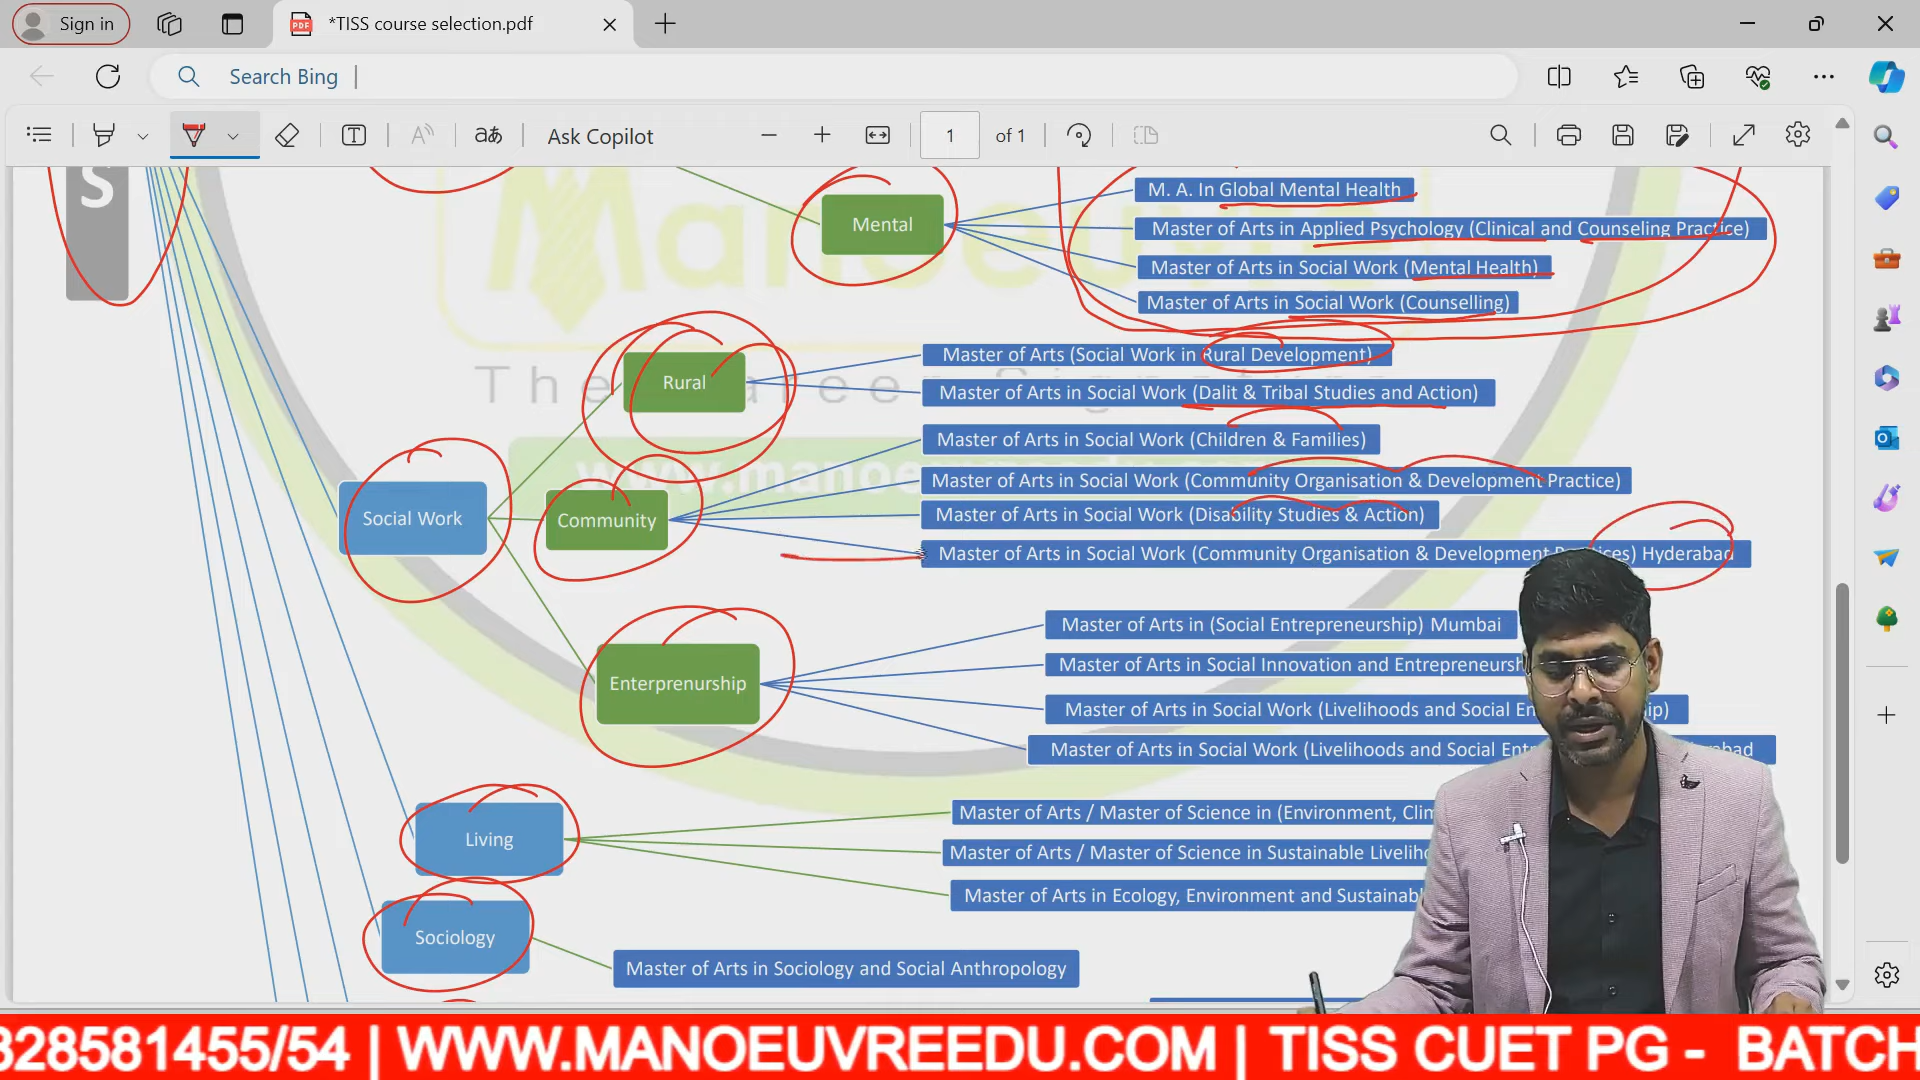 Sign in
*TISS course selection.pdf
Search Bing
aあ
Ask Copilot
1
of 1
S
Manoeuvre
M. A. In Global Mental Health
Mental
Master of Arts in Applied Psychology (Clinical and Counseling Practice)
Master of Arts in Social Work (Mental Health)
Master of Arts in Social Work (Counselling)
Master of Arts (Social Work in Rural Development)
Rural
Master of Arts in Social Work (Dalit & Tribal Studies and Action)
Master of Arts in Social Work (Children & Families)
Master of Arts in Social Work (Community Organisation & Development Practice)
Social Work
Community
Master of Arts in Social Work (Disability Studies & Action)
Master of Arts in Social Work (Community Organisation & Development Hyderabad
Master of Arts in (Social Entrepreneurship) Mumbai
Master of Arts in Social Innovation and
Enterprenurship
Master of Arts in Social Work (Livelihoods and Social
Master of Arts in Social Work (Livelihoods and Social
Master of Arts / Master of Science in (Environment,
Living
Master of Arts / Master of Science in Sustainable
Master of Arts in Ecology, Environment and
Sociology
Master of Arts in Sociology and Social Anthropology
328581455/54 | WWW.MANOEUVREEDU.COM | TISS CUET PG - BATCH